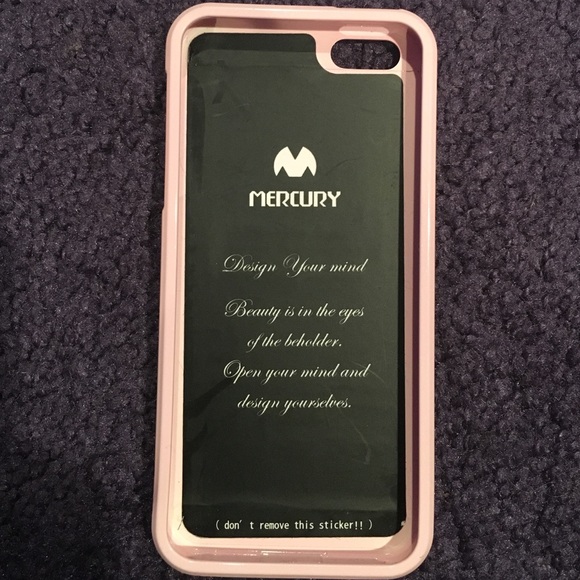 MERCURY
Design Your mind
Beauty is in the eyes
of the beholder.
Open your mind and
design yourselves.
( don't remove this sticker!! )